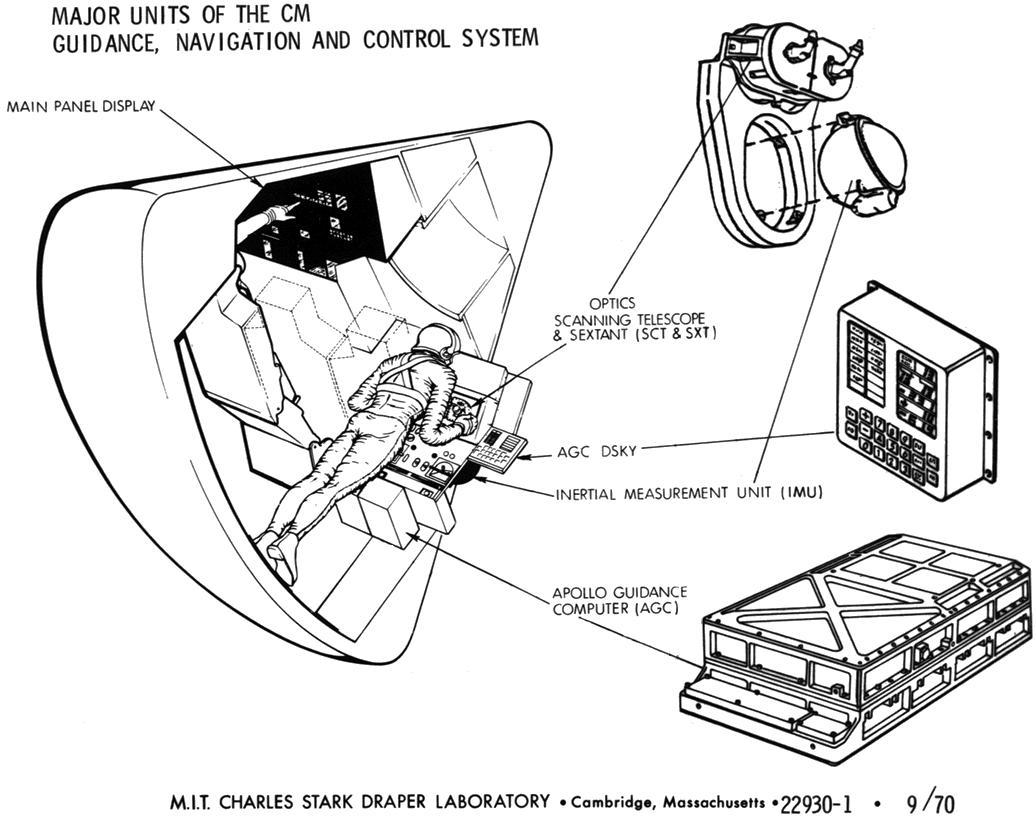 MAJOR UNITS OF THE CM
GUIDANCE, NAVIGATION AND CONTROL SYSTEM
MAIN PANEL DISPLAY
OPTICS
SCANNING TELESCOPE
& SEXTANT (SCT & SXT)
AGC DSKY
INERTIAL MEASUREMENT UNIT (IMU)
APOLLO GUIDANCE
COMPUTER (AGC)
M.I.T. CHARLES STARK DRAPER LABORATORY • Cambridge, Massachusetts • 22930-1 • 9/70